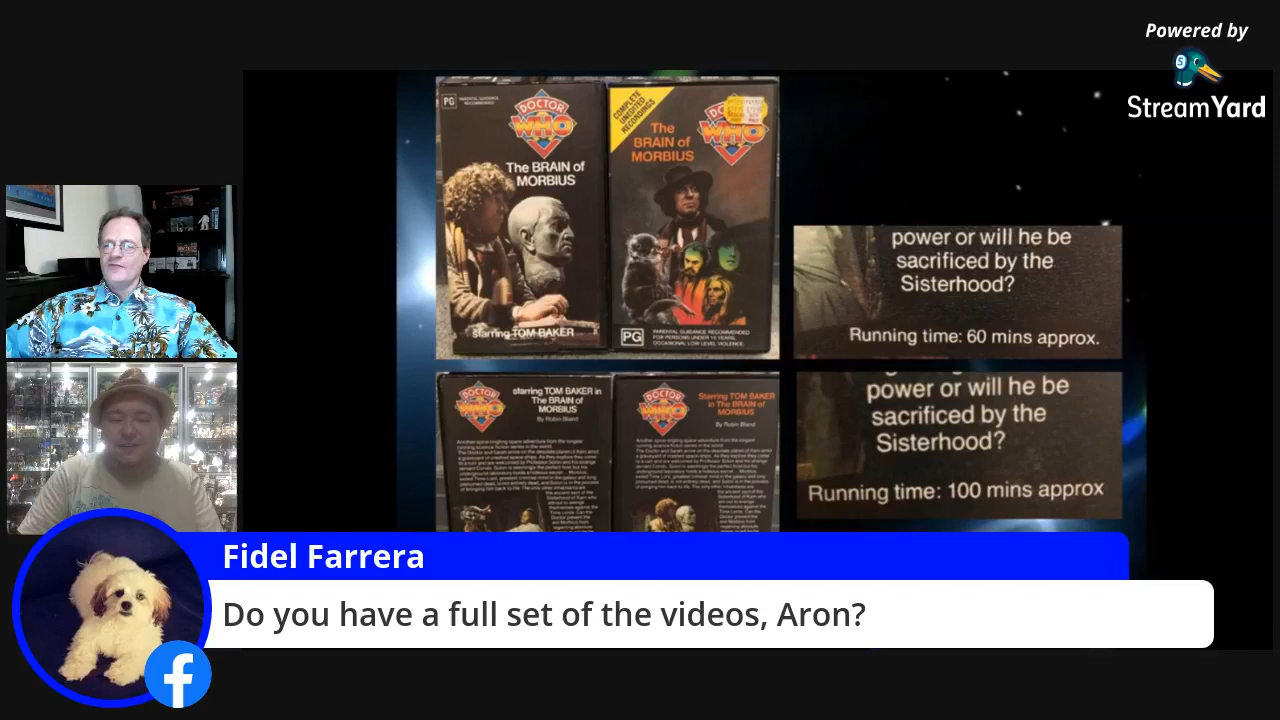 Powered by
StreamYard
PG PARENTAL GUIDANCE
RECOMMENDED
DOCTOR
WHO
The BRAIN of
MORBIUS
starring TOM BAKER
COMPLETE
UNEDITED
RECORDINGS
DOCTOR
WHO
The
BRAIN of
MORBIUS
PG
PARENTAL GUIDANCE RECOMMENDED
FOR PERSONS UNDER 15 YEARS.
OCCASIONAL LOW LEVEL VIOLENCE.
power or will he be
sacrificed by the
Sisterhood?
Running time: 60 mins approx.
DOCTOR
WHO
starring TOM BAKER in
The BRAIN of
MORBIUS
By Robin Bland
DOCTOR
WHO
Starring TOM BAKER
in The BRAIN of
MORBIUS
By Robin Bland
power or will he be
sacrificed by the
Sisterhood?
Running time: 100 mins approx
Fidel Farrera
Do you have a full set of the videos, Aron?